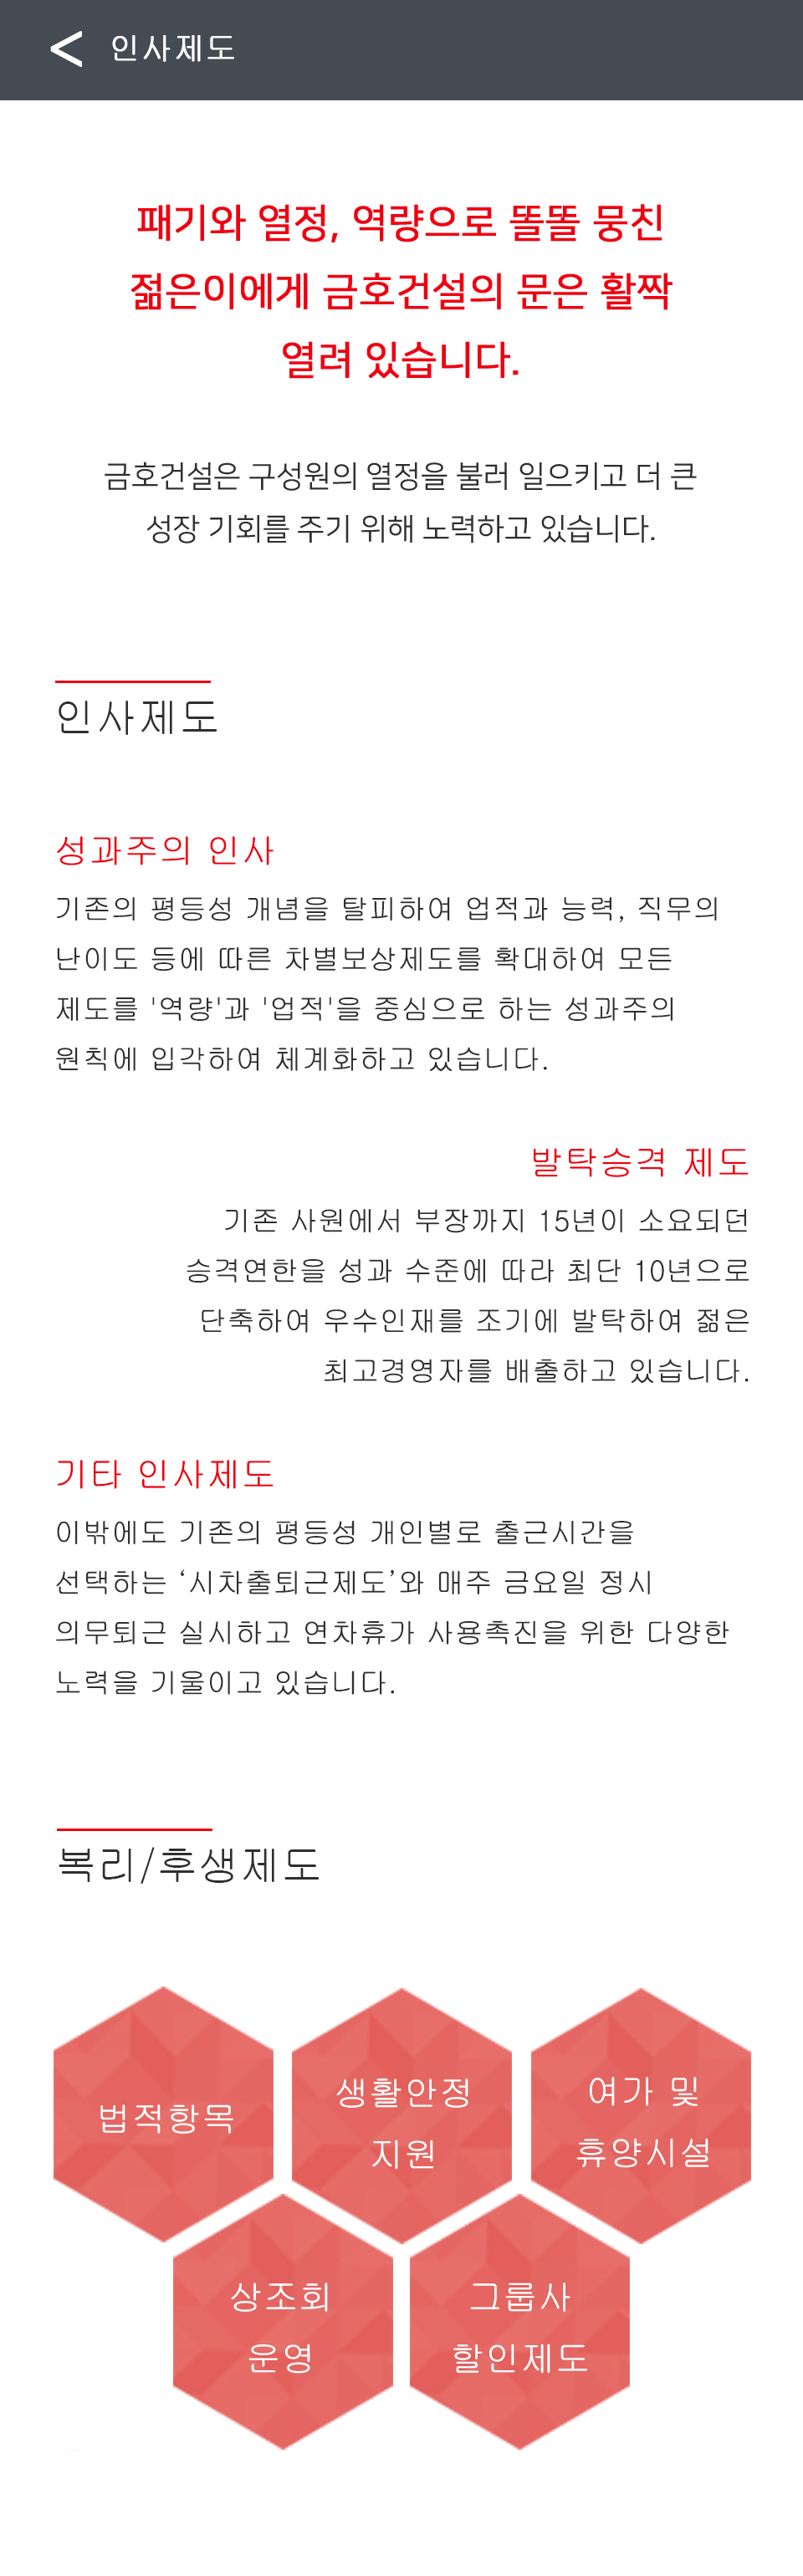 < 인사제도
패기와 열정, 역량으로 똘똘 뭉친
젊은이에게 금호건설의 문은 활짝
열려 있습니다.
금호건설은 구성원의 열정을 불러 일으키고 더 큰
성장 기회를 주기 위해 노력하고 있습니다.
인사제도
성과주의 인사
기존의 평등성 개념을 탈피하여 업적과 능력, 직무의
난이도 등에 따른 차별보상제도를 확대하여 모든
제도를 '역량'과 '업적'을 중심으로 하는 성과주의
원칙에 입각하여 체계화하고 있습니다.
발탁승격 제도
기존 사원에서 부장까지 15년이 소요되던
승격연한을 성과 수준에 따라 최단 10년으로
단축하여 우수인재를 조기에 발탁하여 젊은
최고경영자를 배출하고 있습니다.
기타 인사제도
이밖에도 기존의 평등성 개인별로 출근시간을
선택하는 ‘시차출퇴근제도’와 매주 금요일 정시
의무퇴근 실시하고 연차휴가 사용촉진을 위한 다양한
노력을 기울이고 있습니다.
복리/후생제도
법적항목
생활안정
지원
여가 및
휴양시설
상조회
운영
그룹사
할인제도